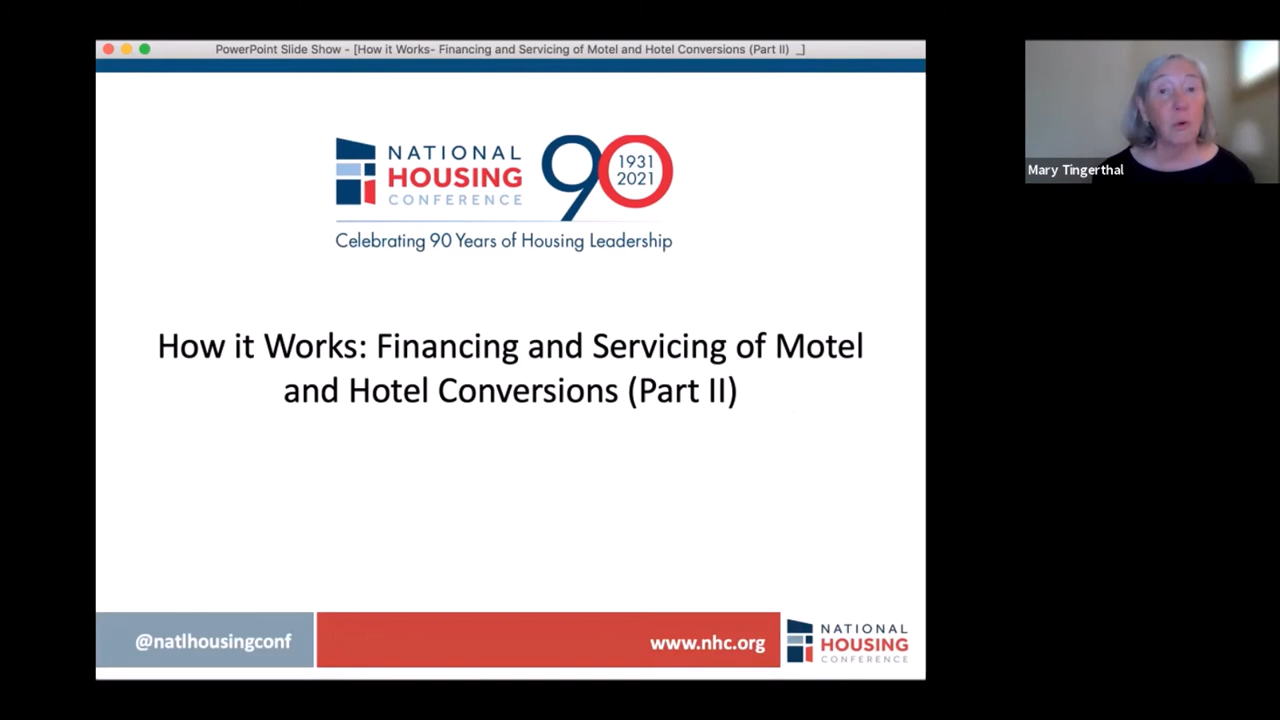 PowerPoint Slide Show - [How it Works- Financing and Servicing of Motel and Hotel Conversions (Part II) _]
NATIONAL
HOUSING
CONFERENCE
90
1931
2021
Celebrating 90 Years of Housing Leadership
How it Works: Financing and Servicing of Motel
and Hotel Conversions (Part II)
@natlhousingconf
www.nhc.org
NATIONAL
HOUSING
CONFERENCE
Mary Tingerthal